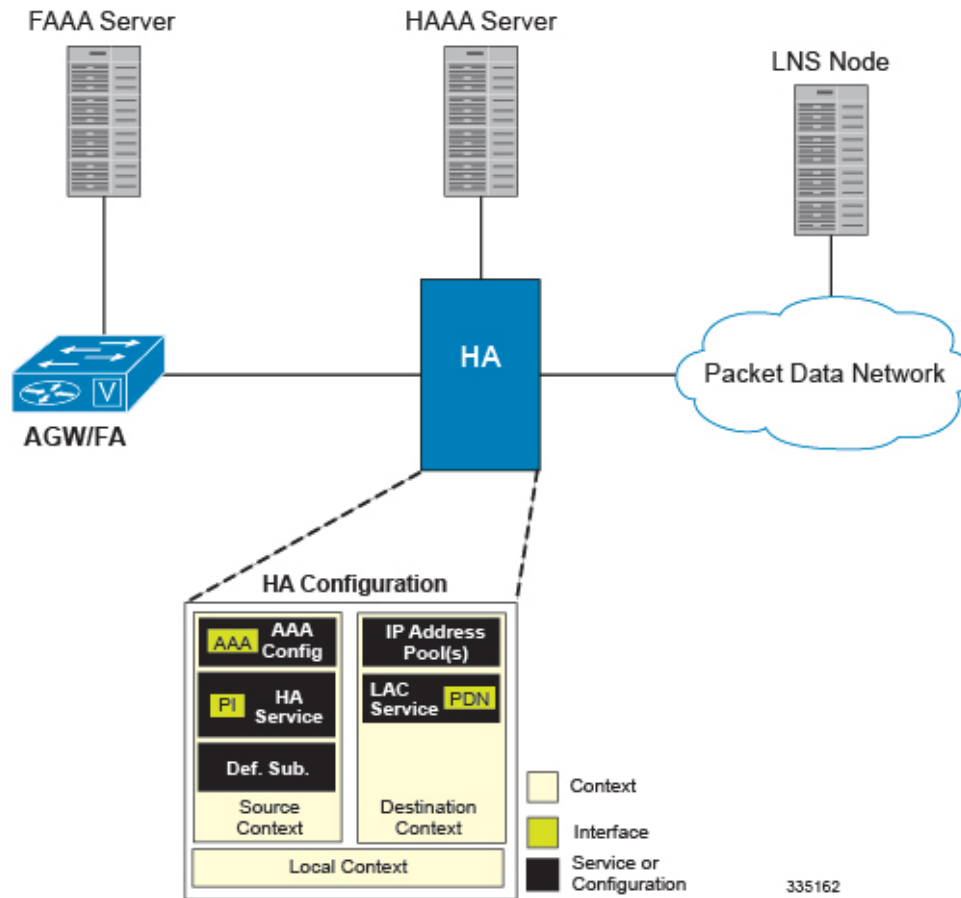 FAAA Server
HAAA Server
LNS Node
HA
Packet Data Network
V
AGW/FA
HA Configuration
AAA
AAA
Config
IP Address
Pool(s)
PI
HA
Service
LAC
Service
PDN
Def. Sub.
Source
Context
Destination
Context
Local Context
Context
Interface
Service or
Configuration
335162